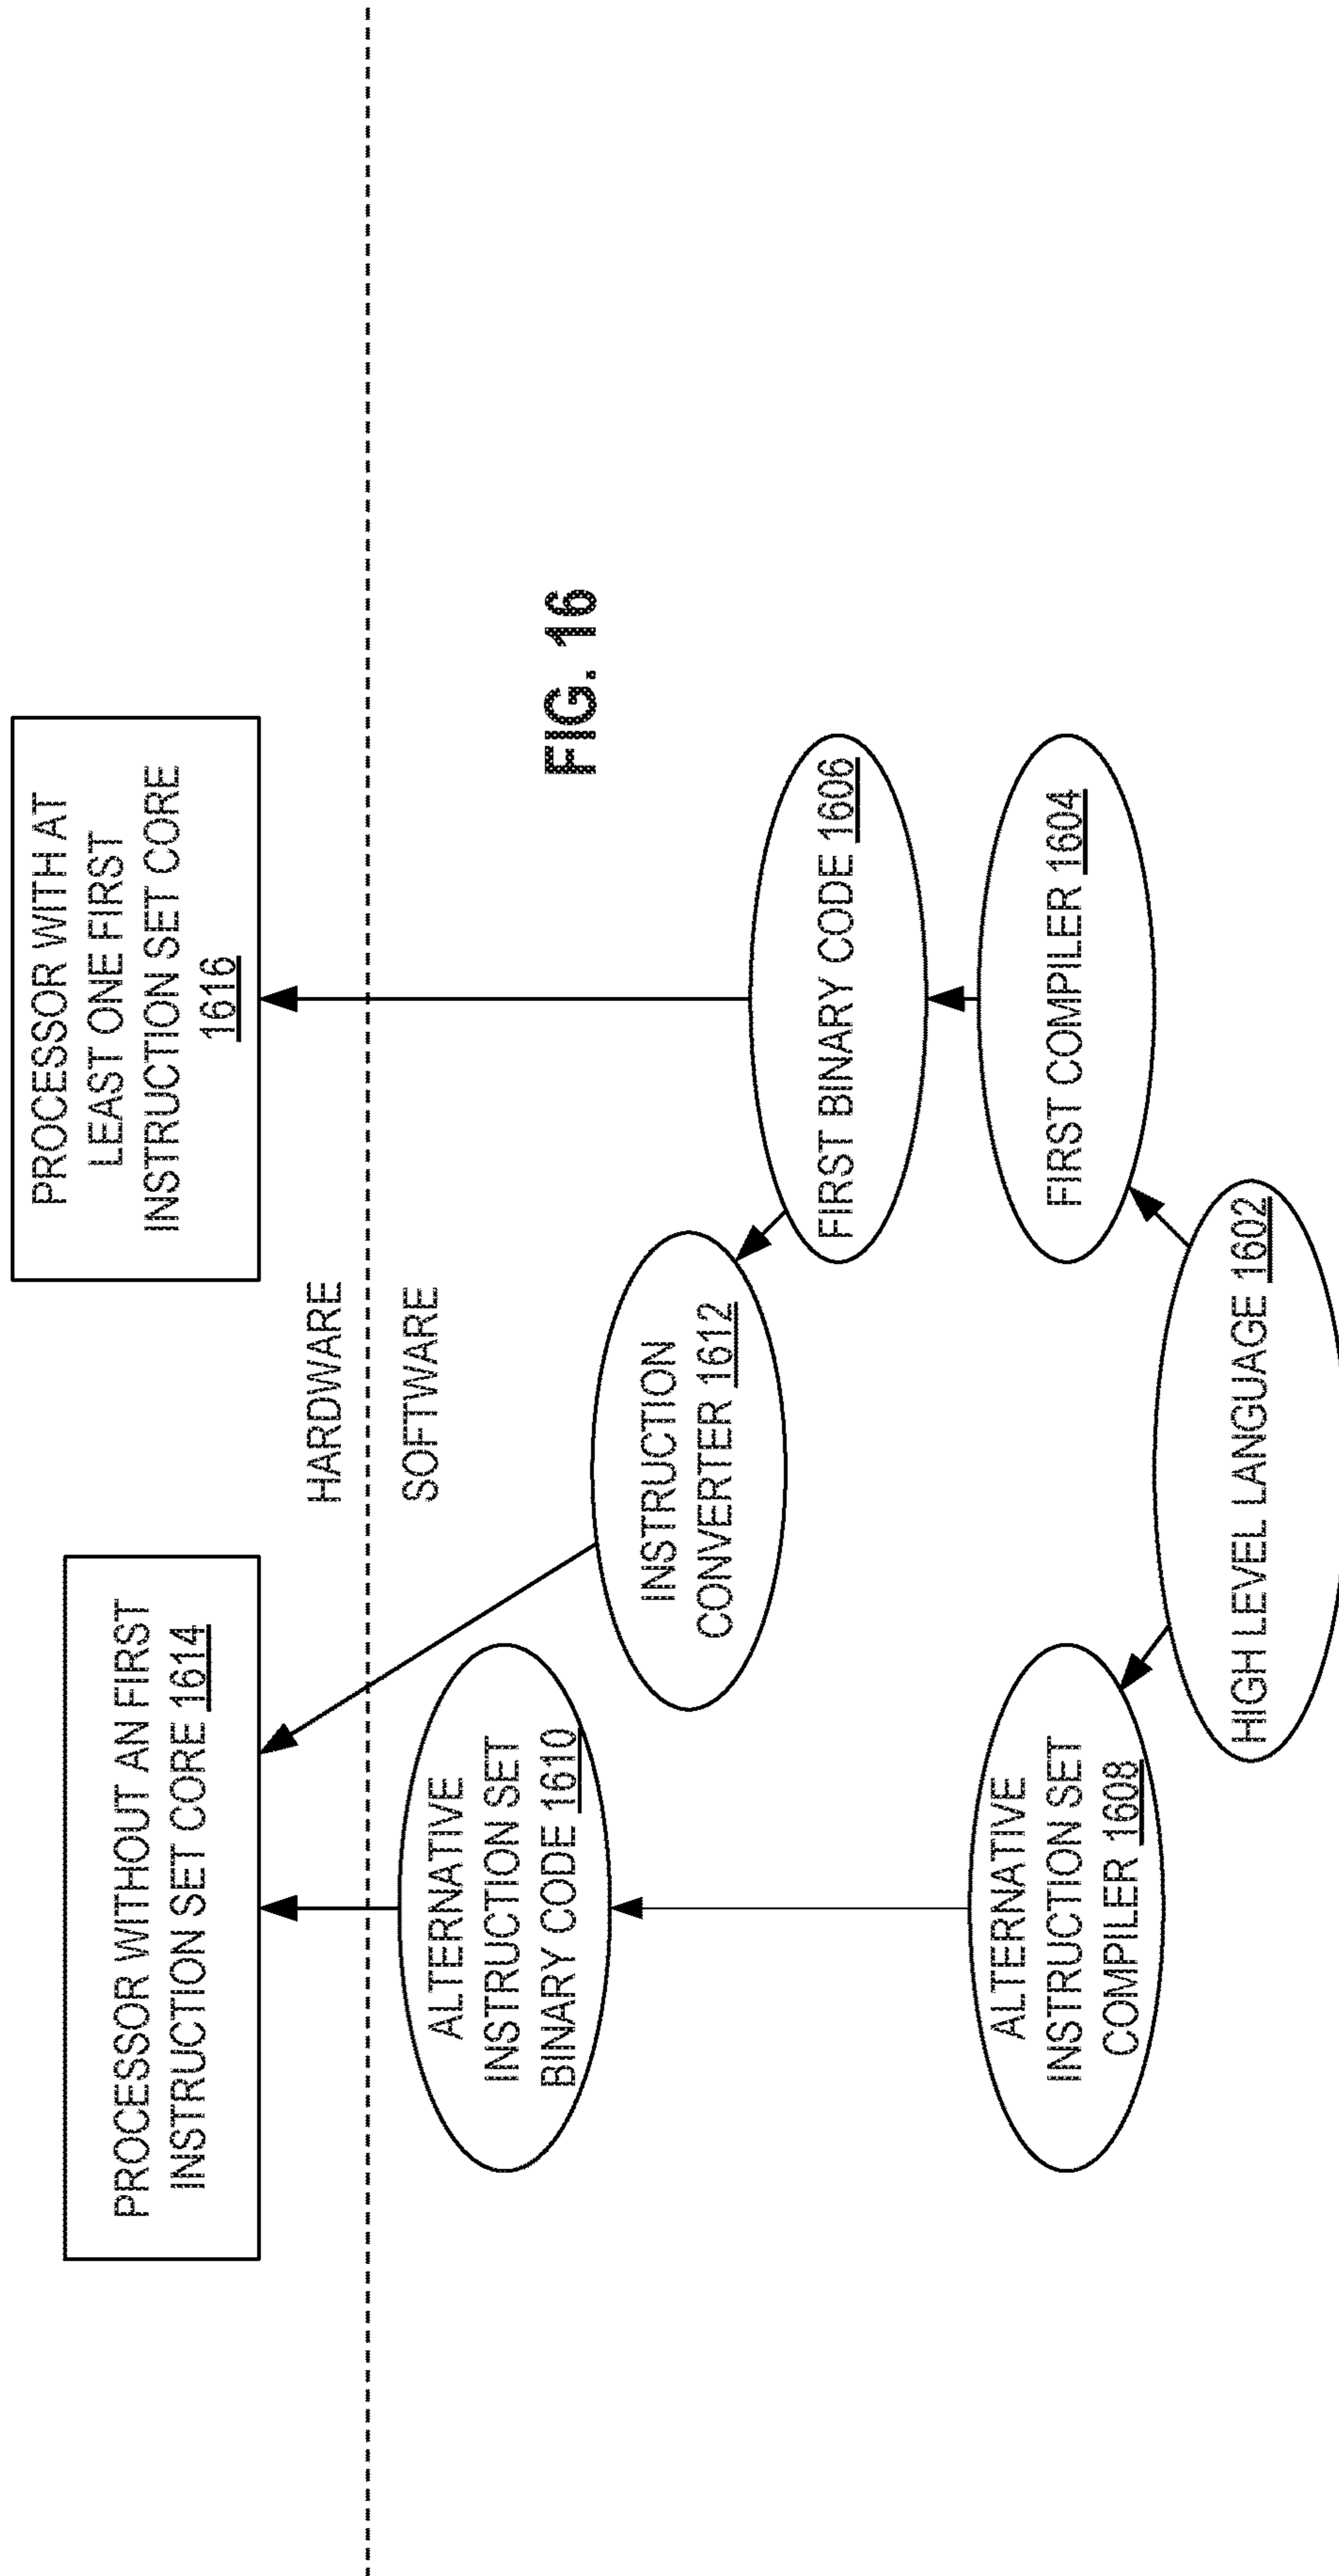 PROCESSOR WITHOUT AN FIRST
INSTRUCTION SET CORE 1614
PROCESSOR WITH AT
LEAST ONE FIRST
INSTRUCTION SET CORE
1616
HARDWARE
SOFTWARE
ALTERNATIVE
INSTRUCTION SET
BINARY CODE 1610
INSTRUCTION
CONVERTER 1612
FIG. 16
FIRST BINARY CODE 1606
ALTERNATIVE
INSTRUCTION SET
COMPILER 1608
FIRST COMPILER 1604
HIGH LEVEL LANGUAGE 1602